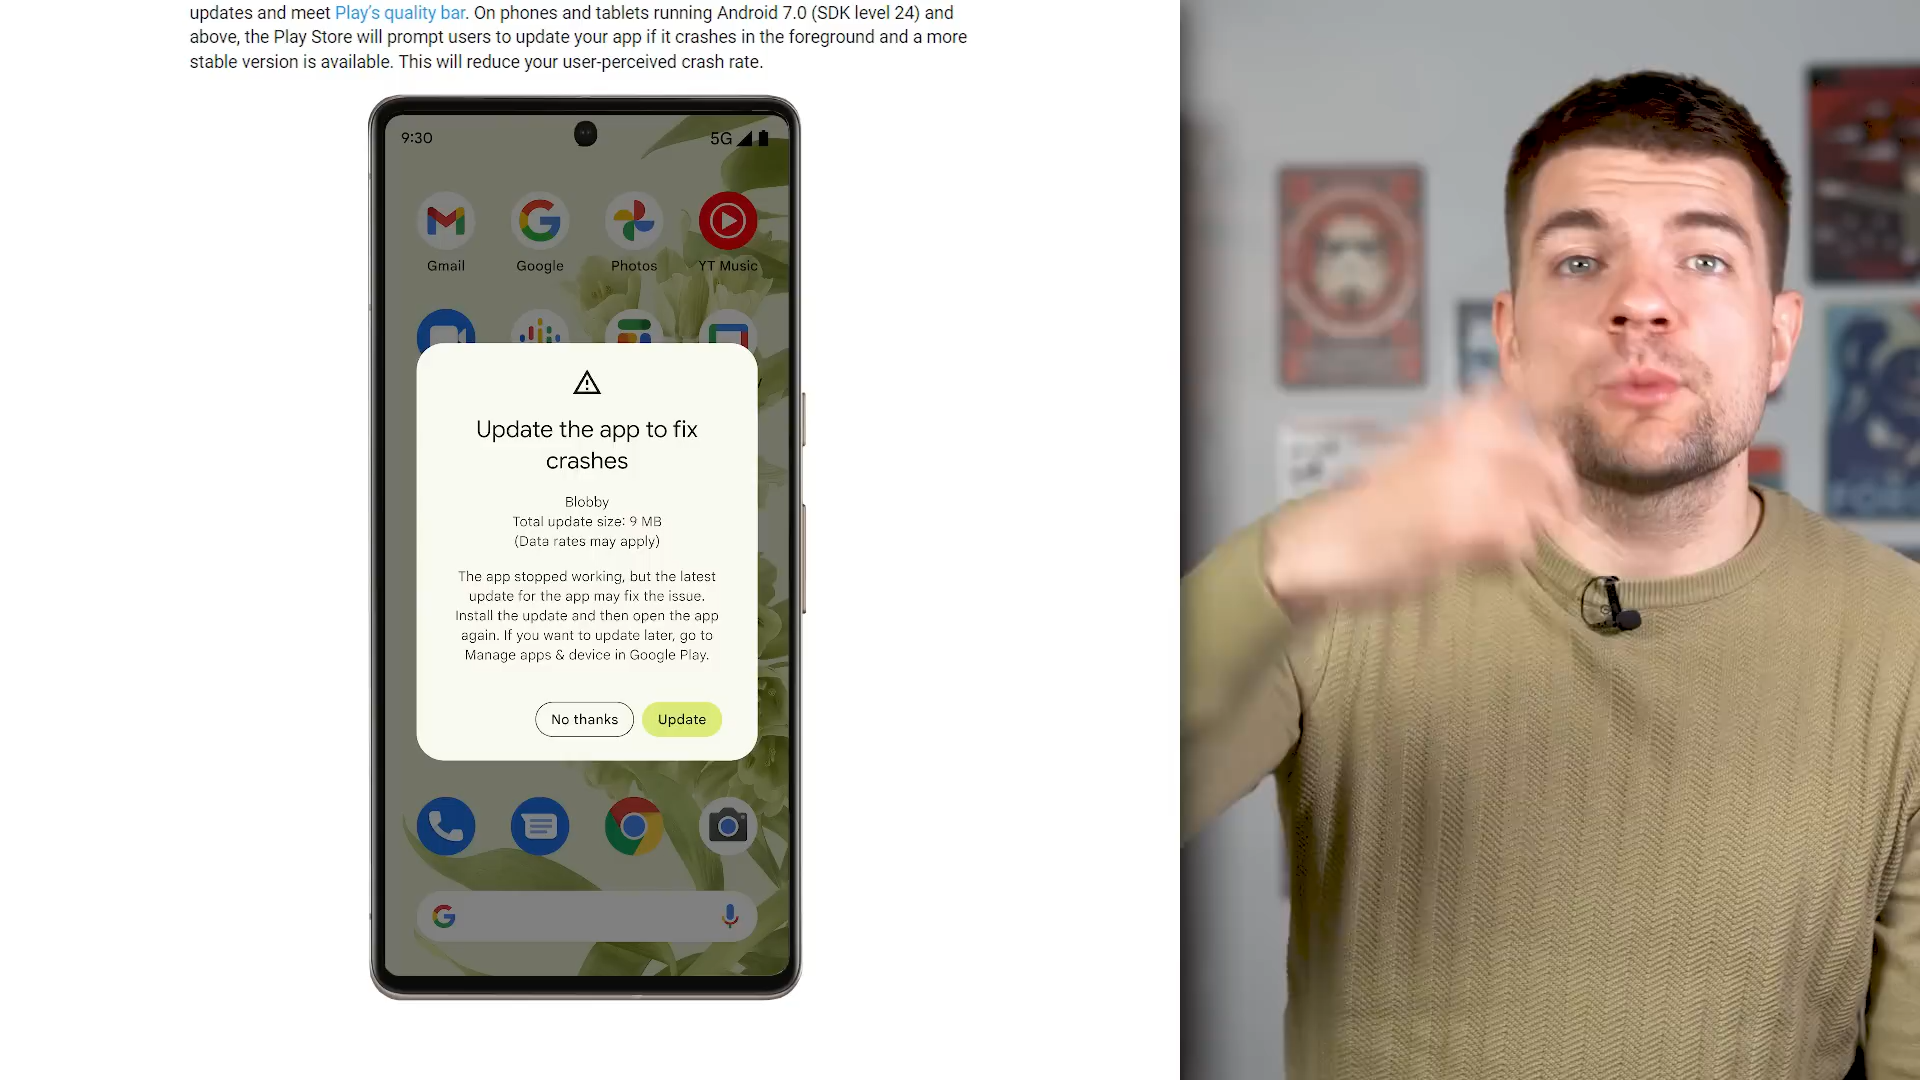 updates and meet Play's quality bar. On phones and tablets running Android 7.0 (SDK level 24) and
above, the Play Store will prompt users to update your app if it crashes in the foreground and a more
stable version is available. This will reduce your user-perceived crash rate.
9:30
5G
Gmail
Google
Photos
YT Music
Update the app to fix
crashes
Blobby
Total update size: 9 MB
(Data rates may apply)
The app stopped working, but the latest
update for the app may fix the issue.
Install the update and then open the app
again. If you want to update later, go to
Manage apps & device in Google Play.
No thanks
Update